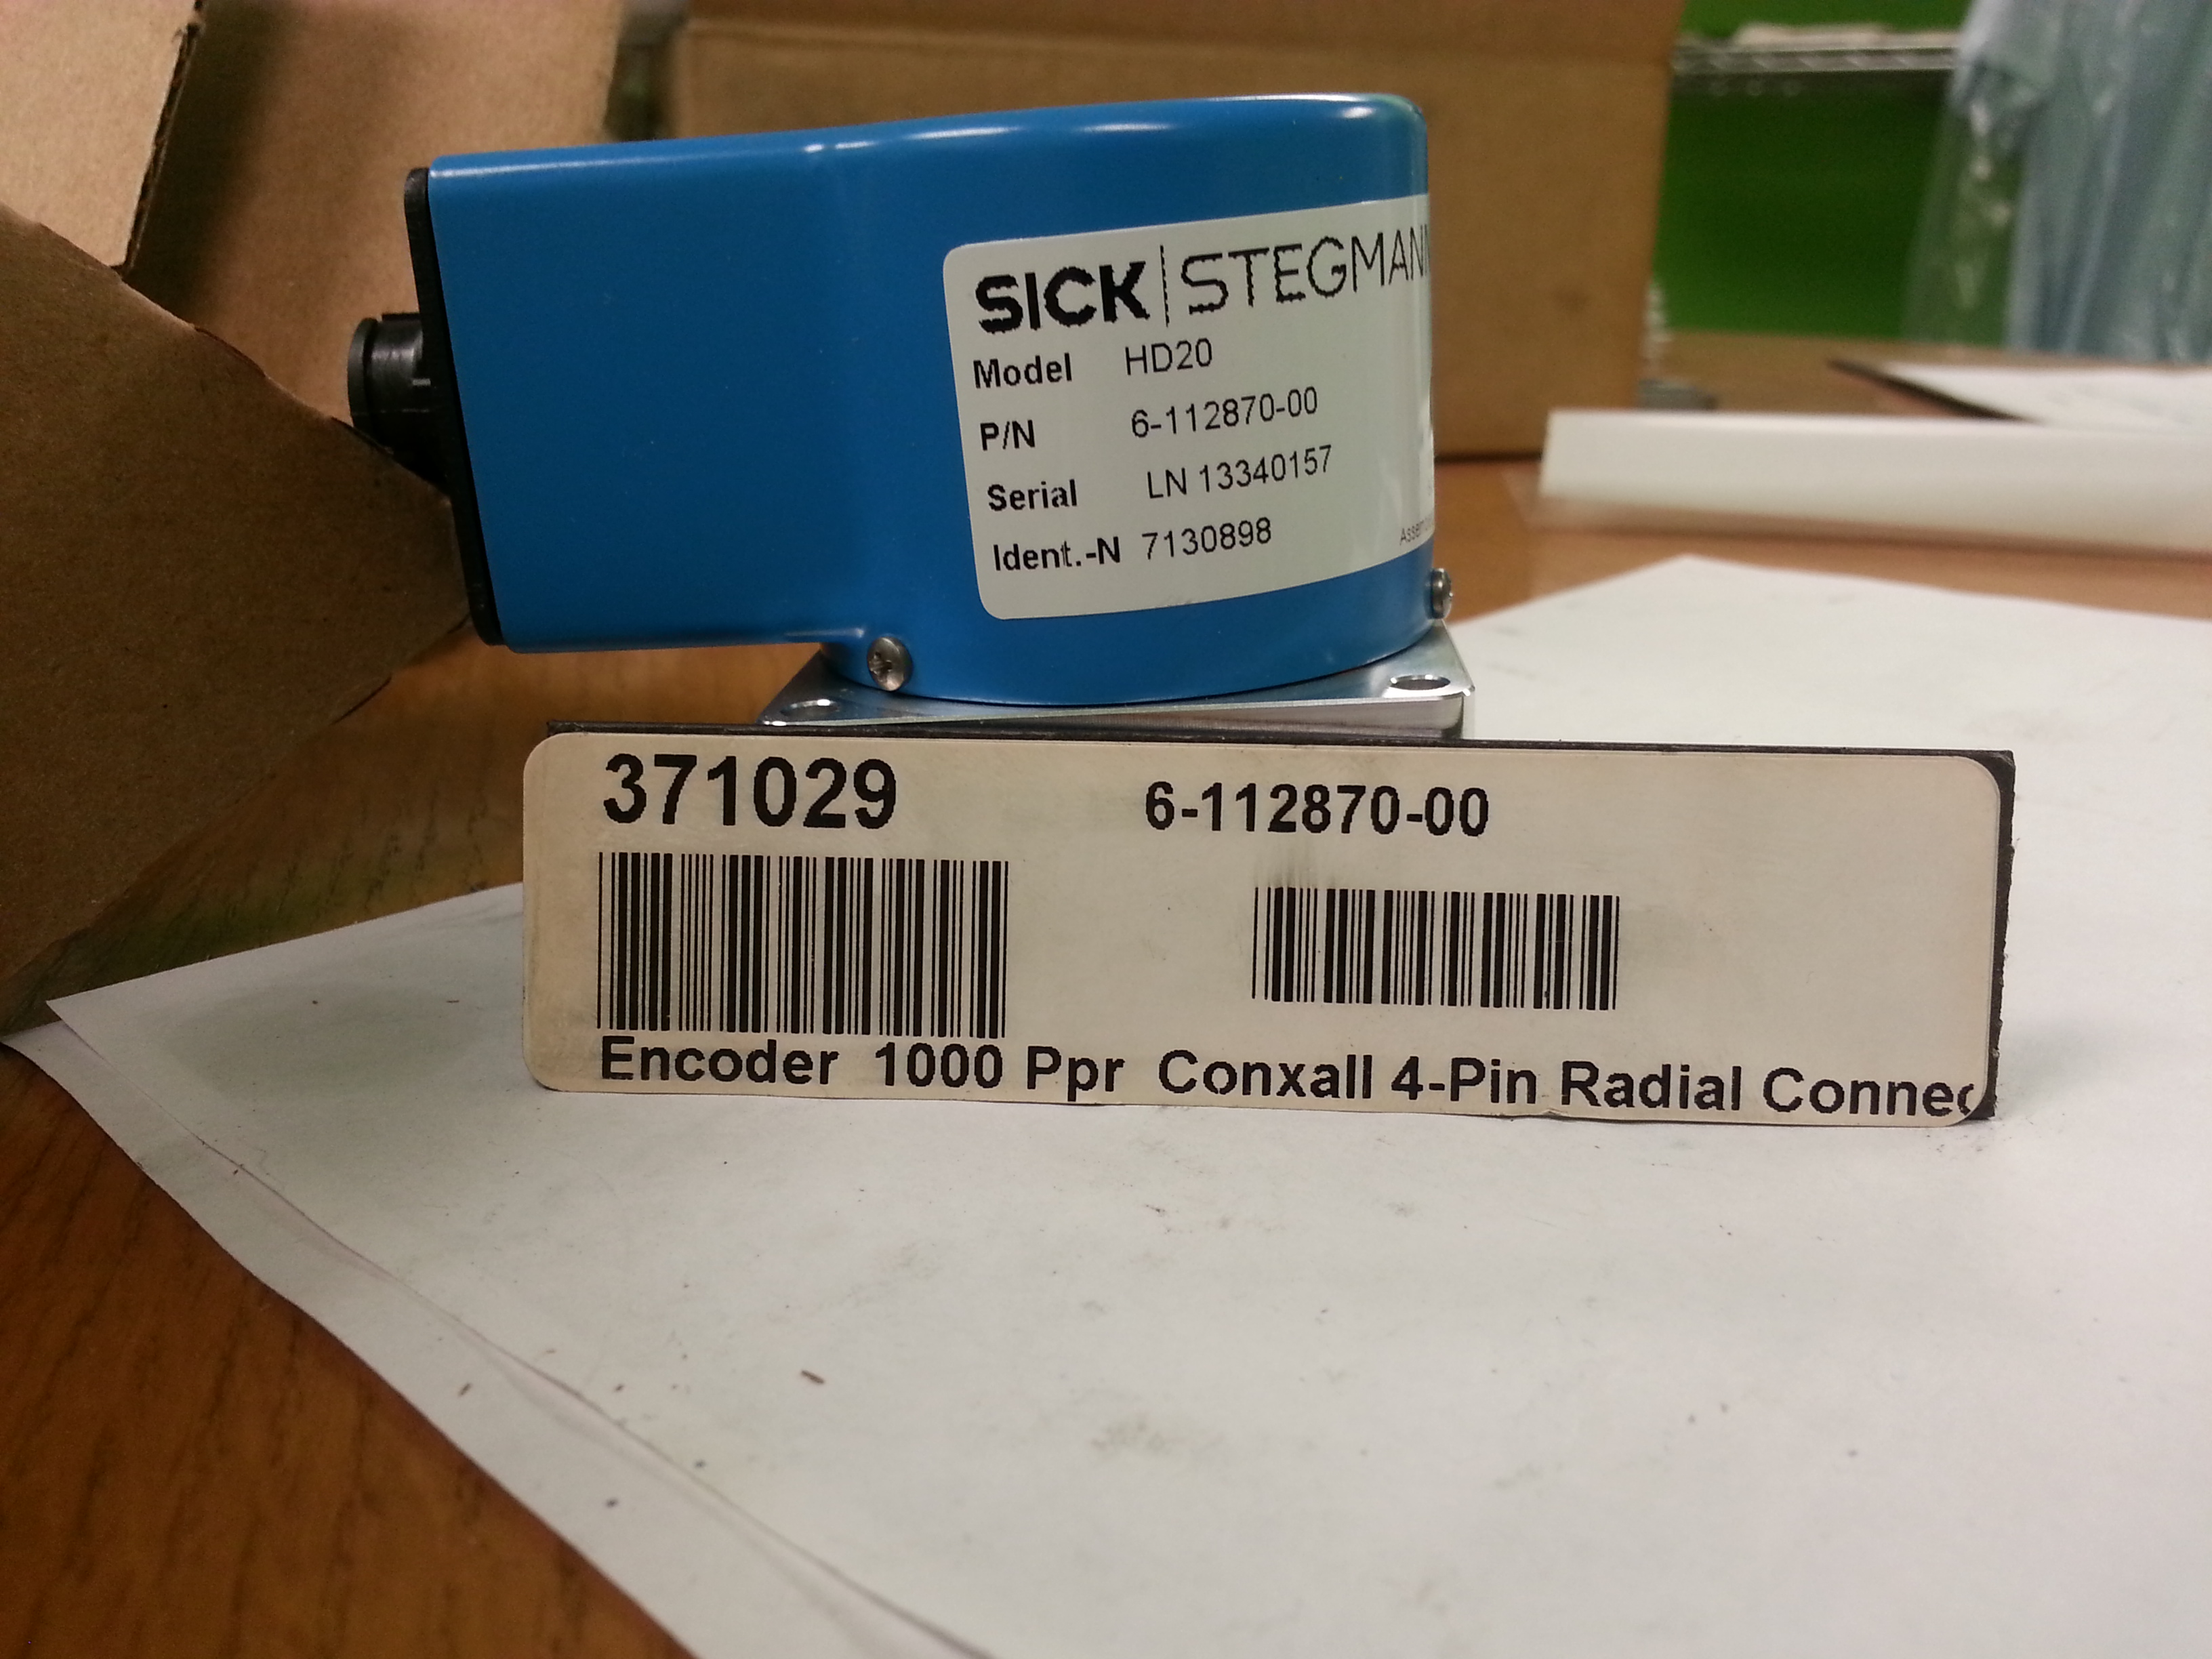 SICK | STEGMANN
Model HD20
P/N 6-112870-00
Serial LN 13340157
Ident.-N 7130898
371029 6-112870-00
Encoder 1000 Ppr Conxall 4-Pin Radial Connec